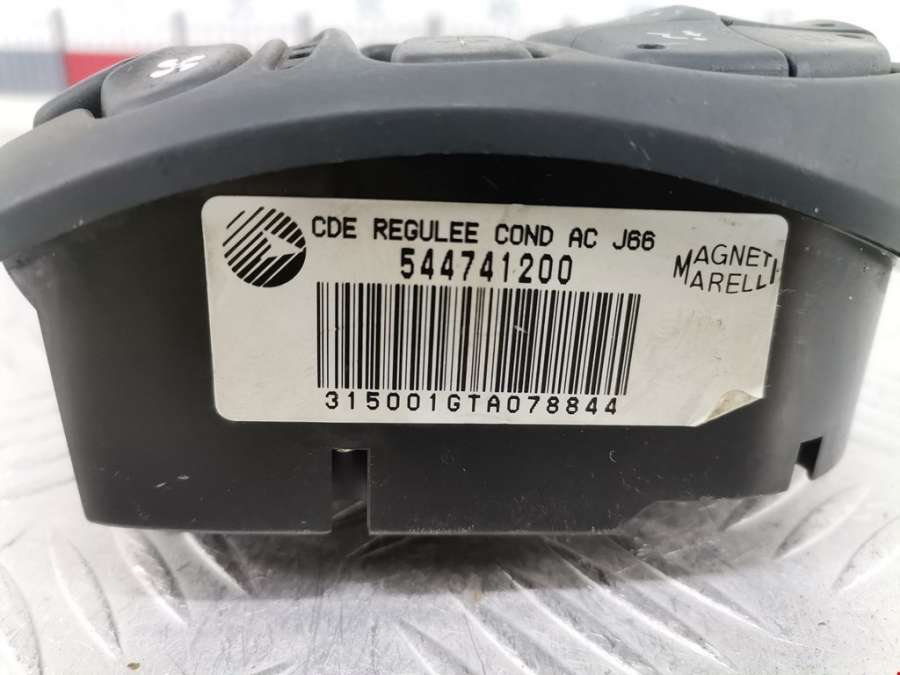 CDE REGULEE COND AC J66
544741200
MAGNETI
MARELLI
315001GTA078844